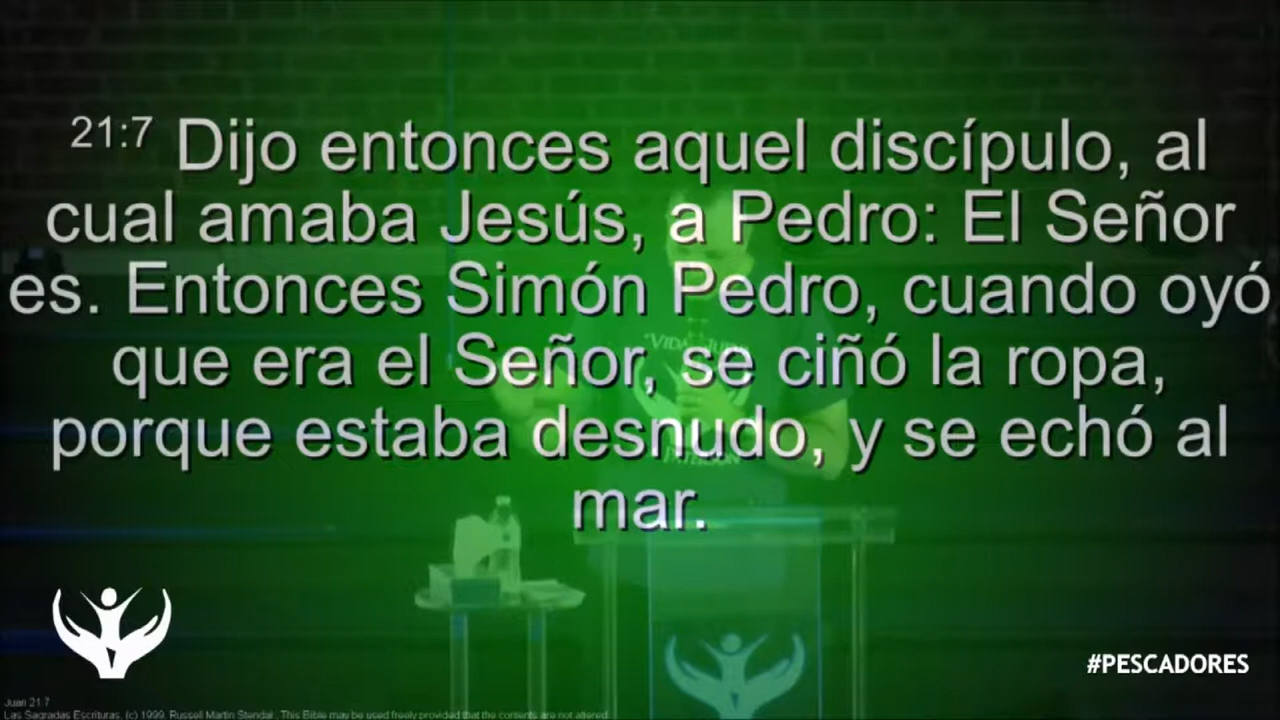 21:7 Dijo entonces aquel discípulo, al
cual amaba Jesús, a Pedro: El Señor
es. Entonces Simón Pedro, cuando oyó
que era el Señor, se ciñó la ropa,
porque estaba desnudo, y se echó al
mar.
"VIDA
#PESCADORES
Juan 21:7
Las Sagradas Escrituras, (c) 1999, Russell Martin Stendal. This Bible may be used freely provided that the contents are not altered.